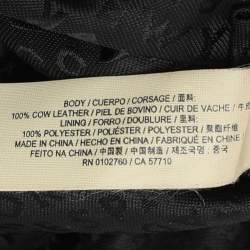 BODY / CUERPO / CORSAGE / 面料:
100% COW LEATHER / PIEL DE BOVINO / CUIR DE VACHE / 牛
LINING / FORRO / DOUBLURE / 里料:
100% POLYESTER / POLIÉSTER / POLYESTER / 聚酯纤维
MADE IN CHINA / HECHO EN CHINA / FABRIQUÉ EN CHINE
FEITO NA CHINA / 中国制造 / 中國製造 / 제조국명 : 중국
RN 0102760 / CA 57710